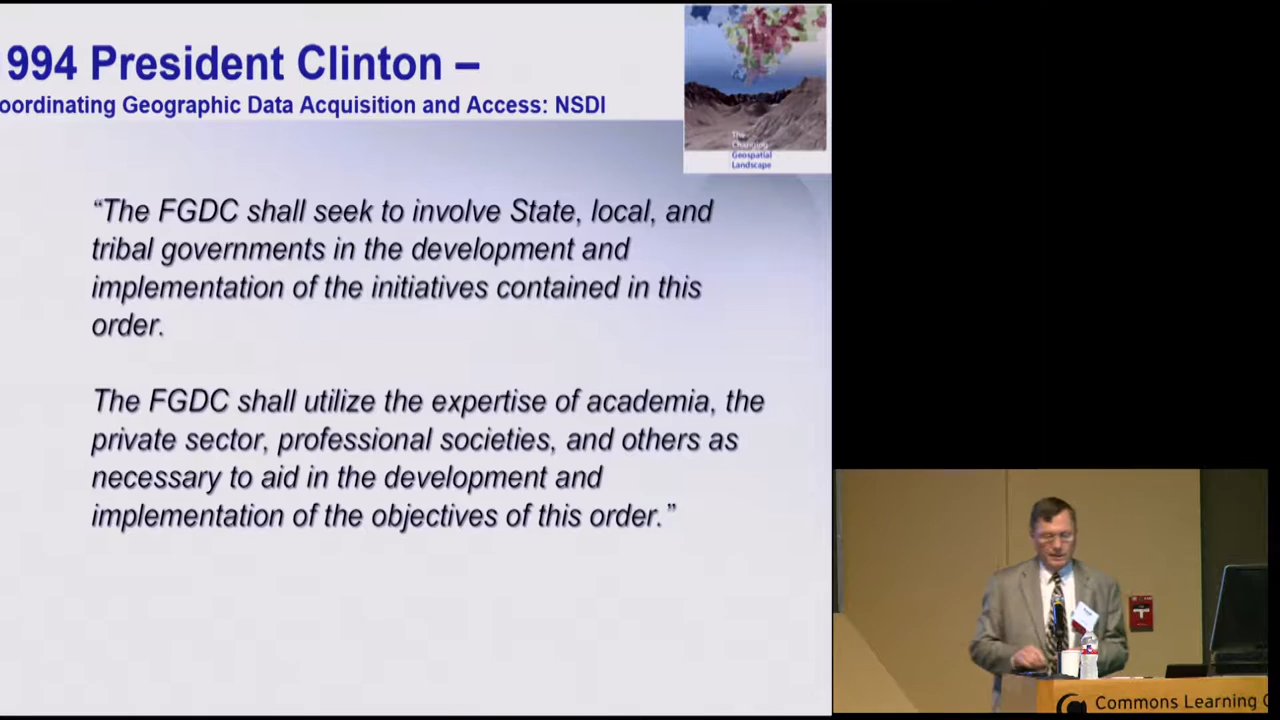 994 President Clinton –
oordinating Geographic Data Acquisition and Access: NSDI
The
Changing
Geospatial
Landscape
“The FGDC shall seek to involve State, local, and
tribal governments in the development and
implementation of the initiatives contained in this
order.
The FGDC shall utilize the expertise of academia, the
private sector, professional societies, and others as
necessary to aid in the development and
implementation of the objectives of this order.”
Commons Learning C